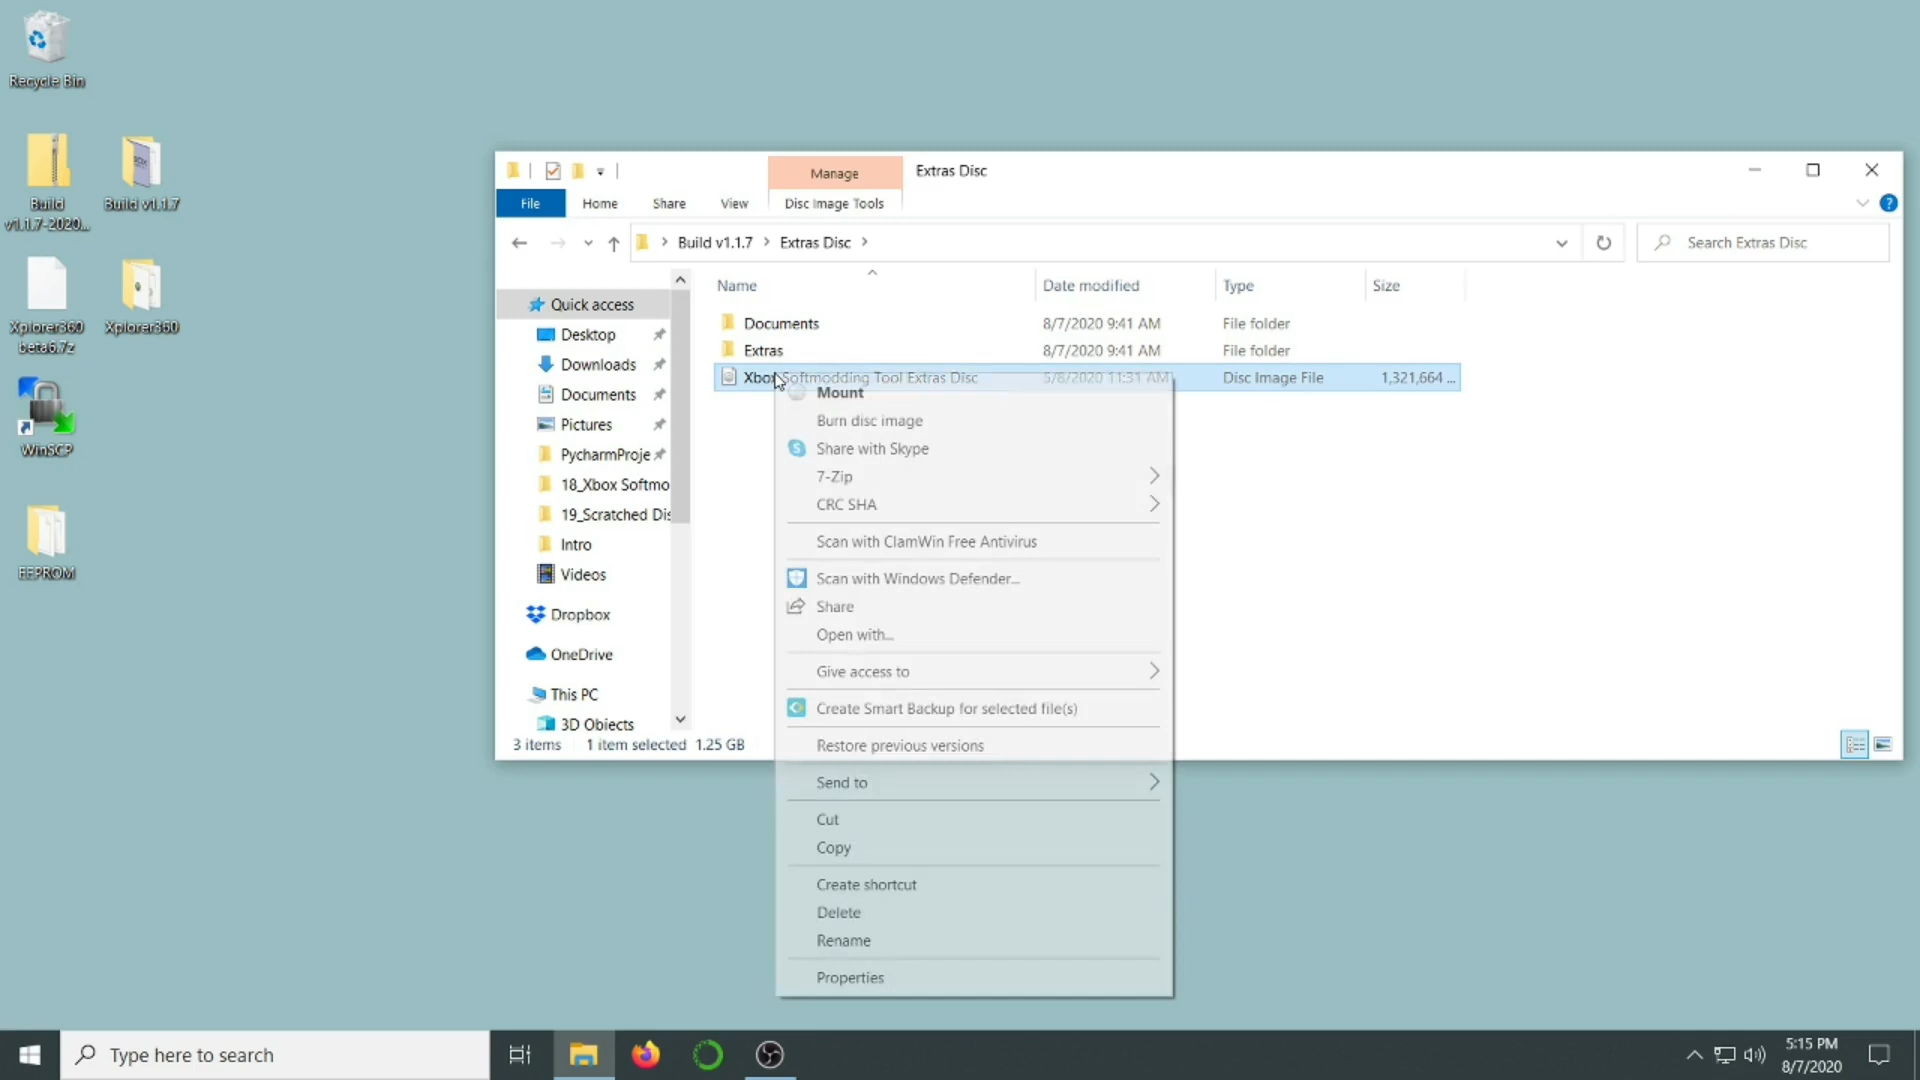 Recycle Bin
Build
v1.1.7-2020...
Build v1.1.7
Xplorer360
beta6.7z
Xplorer360
WinSCP
EEPROM
Manage
Extras Disc
File
Home
Share
View
Disc Image Tools
Build v1.1.7
Extras Disc
Search Extras Disc
Name
Date modified
Type
Size
Quick access
Desktop
Downloads
Documents
Pictures
PycharmProje
18_Xbox Softmo
19_Scratched Dis
Intro
Videos
Dropbox
OneDrive
This PC
3D Objects
Documents 8/7/2020 9:41 AM File folder
Extras 8/7/2020 9:41 AM File folder
Xbox Softmodding Tool Extras Disc 5/8/2020 11:31 AM Disc Image File 1,321,664 ...
Mount
Burn disc image
Share with Skype
7-Zip
CRC SHA
Scan with ClamWin Free Antivirus
Scan with Windows Defender...
Share
Open with...
Give access to
Create Smart Backup for selected file(s)
Restore previous versions
Send to
Cut
Copy
Create shortcut
Delete
Rename
Properties
3 items 1 item selected 1.25 GB
Type here to search
5:15 PM
8/7/2020